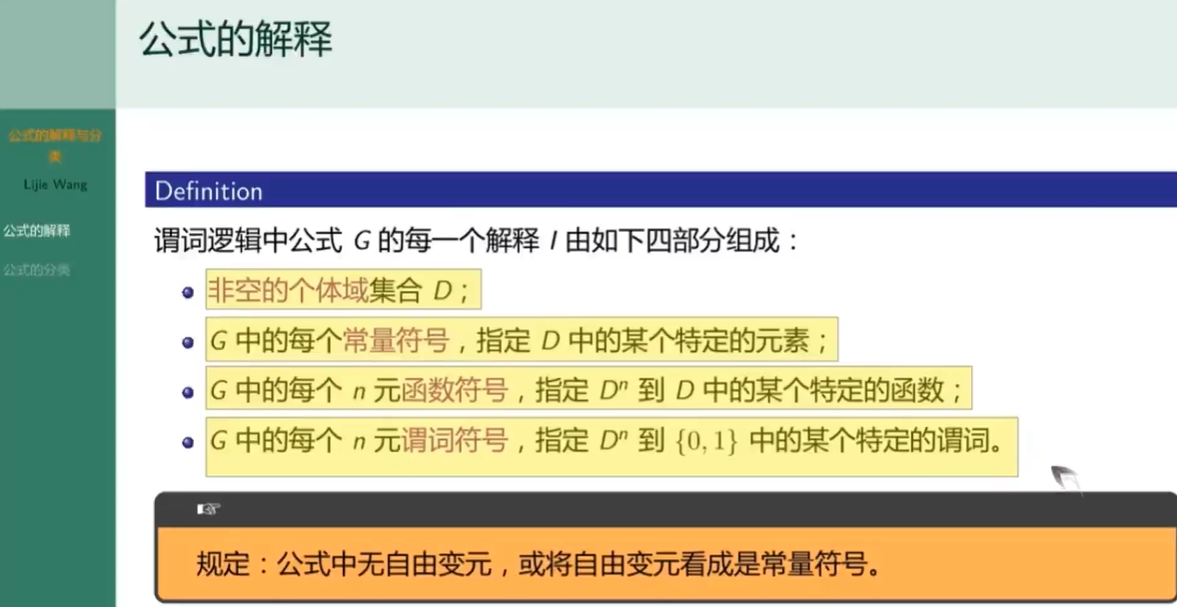 公式的解释
公式的解释与分
类
Lijie Wang
公式的解释
公式的分类
Definition
谓词逻辑中公式 G 的每一个解释 I 由如下四部分组成：
非空的个体域集合 D；
G 中的每个常量符号，指定 D 中的某个特定的元素；
G 中的每个 n 元函数符号，指定 Dⁿ 到 D 中的某个特定的函数；
G 中的每个 n 元谓词符号，指定 Dⁿ 到 {0, 1} 中的某个特定的谓词。
规定：公式中无自由变元，或将自由变元看成是常量符号。